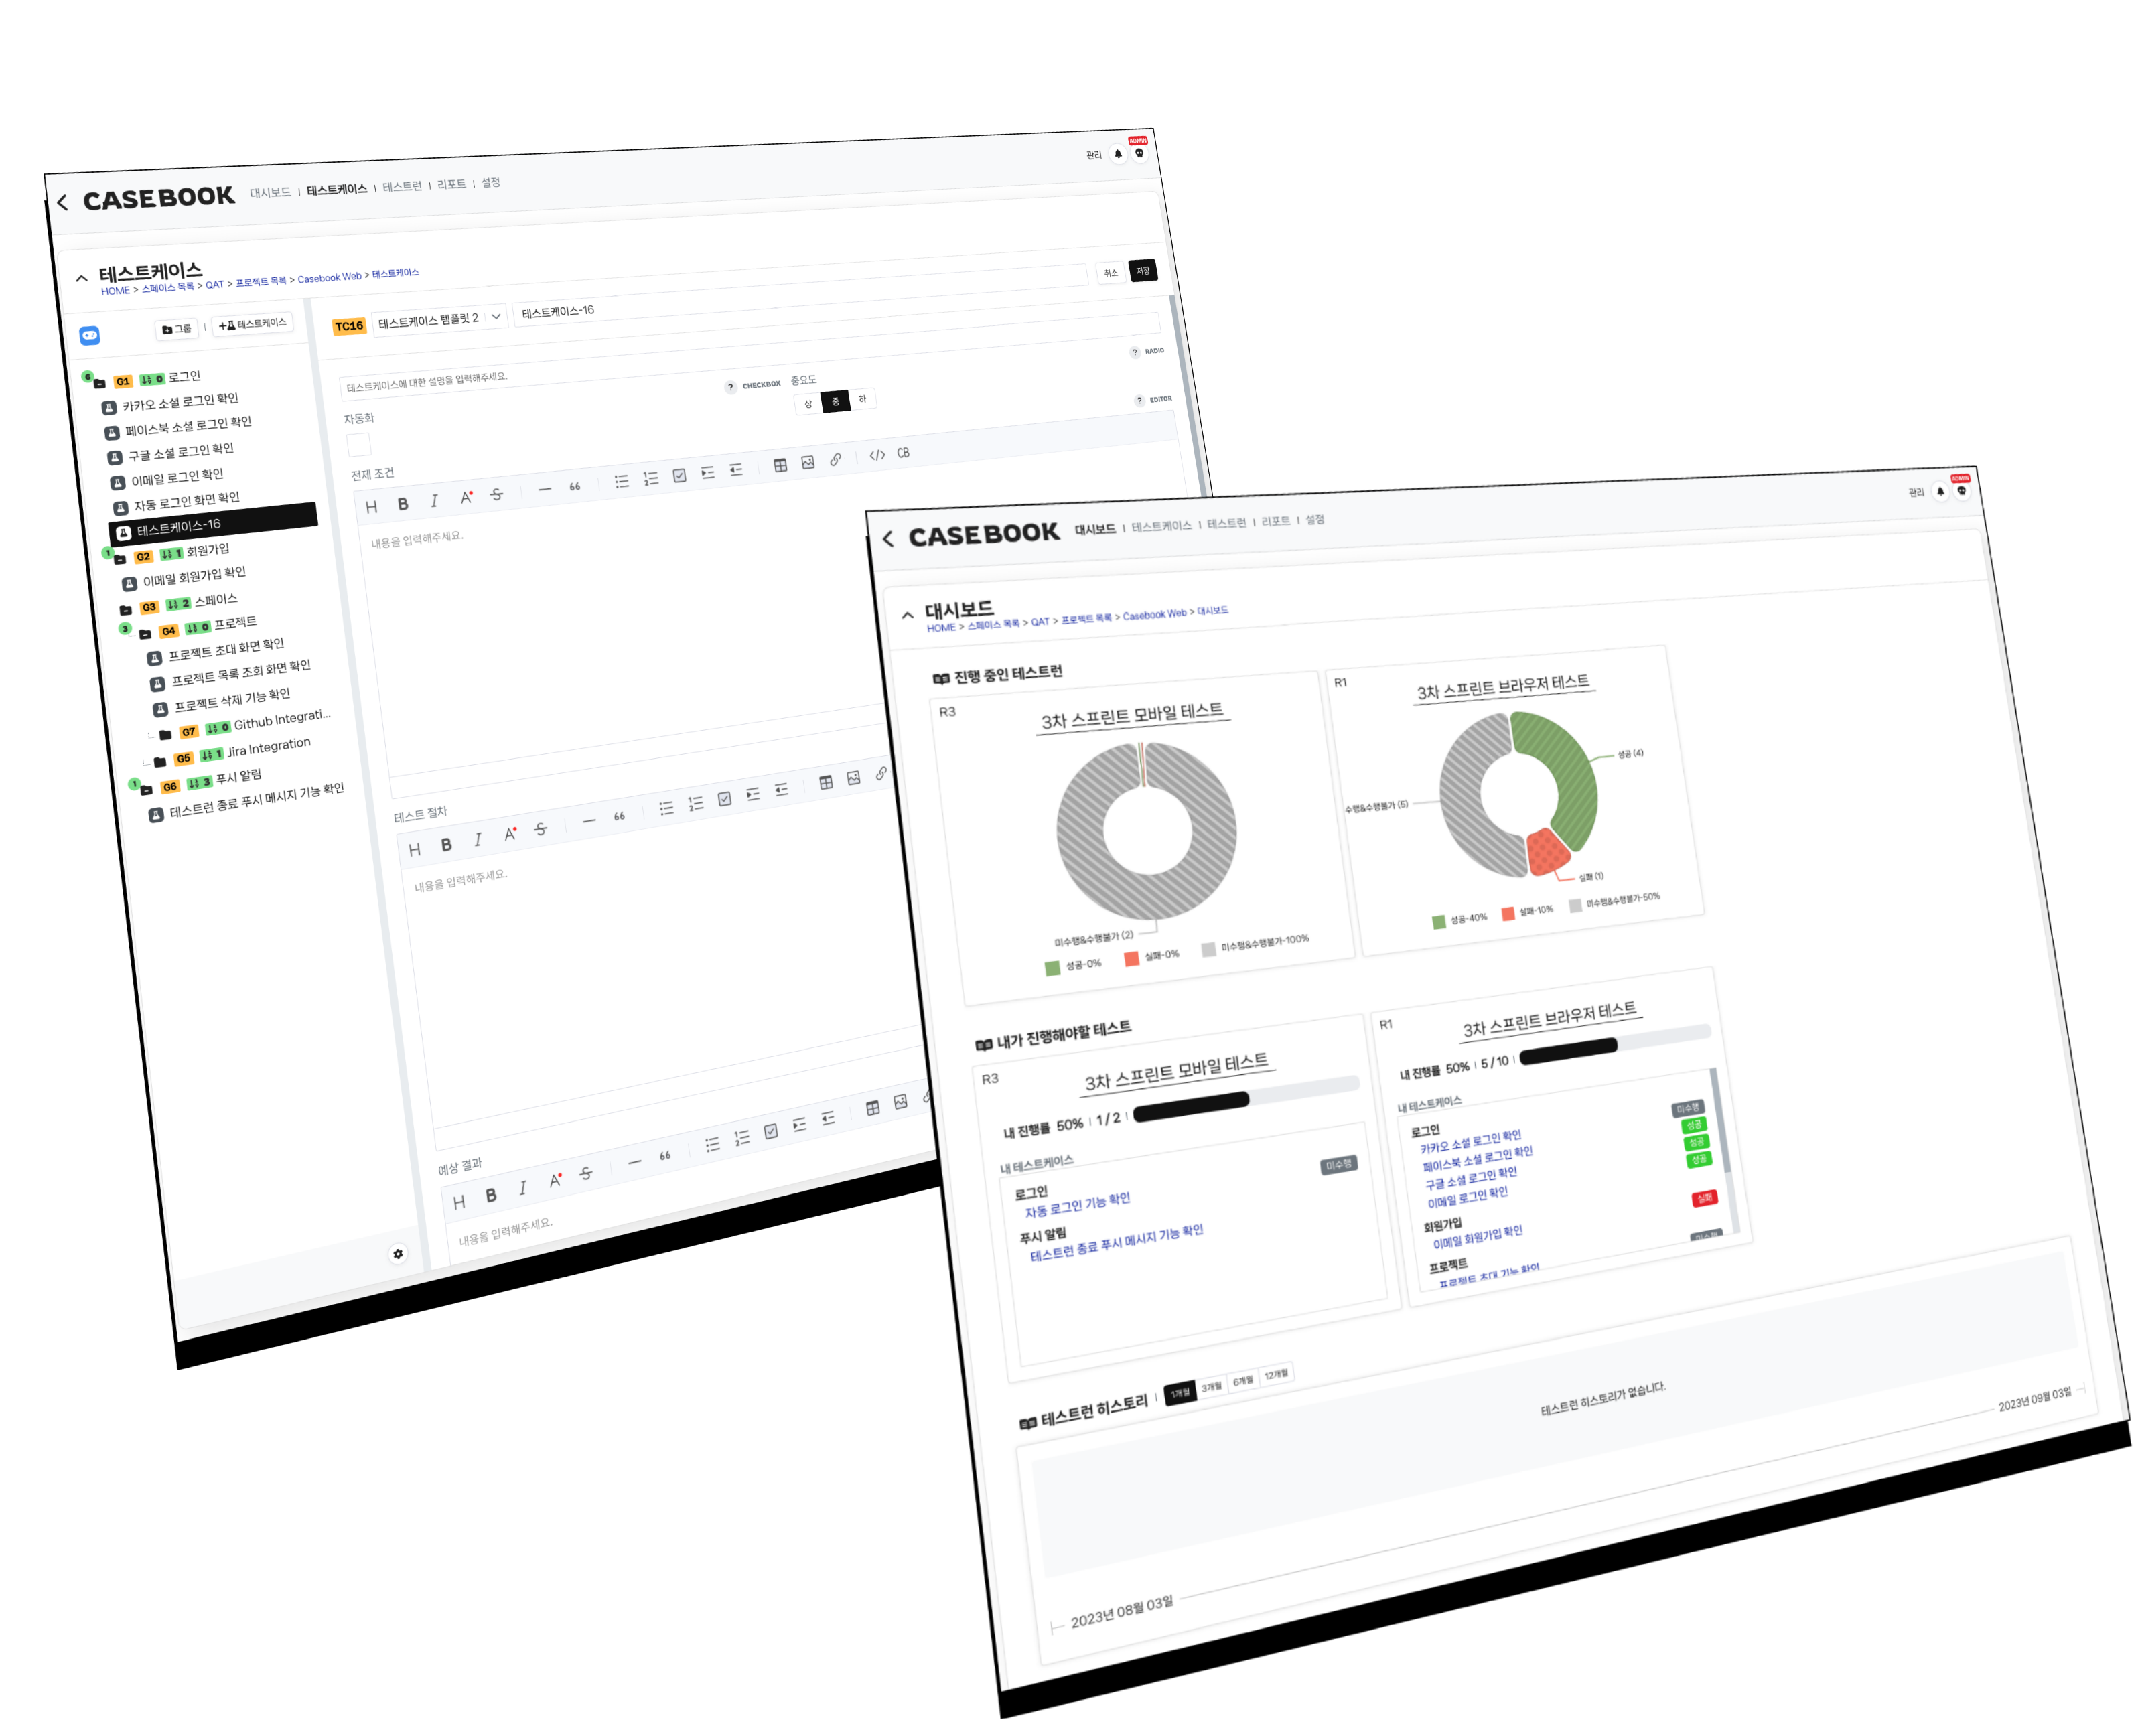 CASEBOOK 대시보드 | 테스트케이스 | 테스트런 | 리포트 | 설정
관리 ADMIN
테스트케이스
HOME > 스페이스 목록 > QAT > 프로젝트 목록 > Casebook Web > 테스트케이스
취소 저장
그룹 | +테스트케이스
TC16 테스트케이스 템플릿 2 테스트케이스-16
6 G1 0 로그인
카카오 소셜 로그인 확인
페이스북 소셜 로그인 확인
구글 소셜 로그인 확인
이메일 로그인 확인
자동 로그인 화면 확인
테스트케이스-16
1 G2 1 회원가입
이메일 회원가입 확인
G3 2 스페이스
3 G4 0 프로젝트
프로젝트 초대 화면 확인
프로젝트 목록 조회 화면 확인
프로젝트 삭제 기능 확인
G7 0 Github Integrati...
G5 1 Jira Integration
1 G6 3 푸시 알림
테스트런 종료 푸시 메시지 기능 확인
테스트케이스에 대한 설명을 입력해주세요.
자동화
? CHECKBOX
중요도
? RADIO
상 중 하
전제 조건
? EDITOR
H B I A S 66 </> CB
내용을 입력해주세요.
테스트 절차
H B I A S 66
내용을 입력해주세요.
예상 결과
H B I A S 66
내용을 입력해주세요.
CASEBOOK 대시보드 | 테스트케이스 | 테스트런 | 리포트 | 설정
관리 ADMIN
대시보드
HOME > 스페이스 목록 > QAT > 프로젝트 목록 > Casebook Web > 대시보드
진행 중인 테스트런
R3
3차 스프린트 모바일 테스트
미수행&수행불가 (2)
성공-0% 실패-0% 미수행&수행불가-100%
R1
3차 스프린트 브라우저 테스트
성공 (4)
수행&수행불가 (5)
실패 (1)
성공-40% 실패-10% 미수행&수행불가-50%
내가 진행해야할 테스트
R3
3차 스프린트 모바일 테스트
내 진행률 50% | 1 / 2 |
내 테스트케이스
로그인
자동 로그인 기능 확인 미수행
푸시 알림
테스트런 종료 푸시 메시지 기능 확인
R1
3차 스프린트 브라우저 테스트
내 진행률 50% | 5 / 10 |
내 테스트케이스
로그인
카카오 소셜 로그인 확인 미수행
페이스북 소셜 로그인 확인 성공
구글 소셜 로그인 확인 성공
이메일 로그인 확인 성공
회원가입
이메일 회원가입 확인 실패
프로젝트
프로젝트 초대 기능 확인 미수행
테스트런 히스토리 | 1개월 3개월 6개월 12개월
테스트런 히스토리가 없습니다.
2023년 08월 03일
2023년 09월 03일